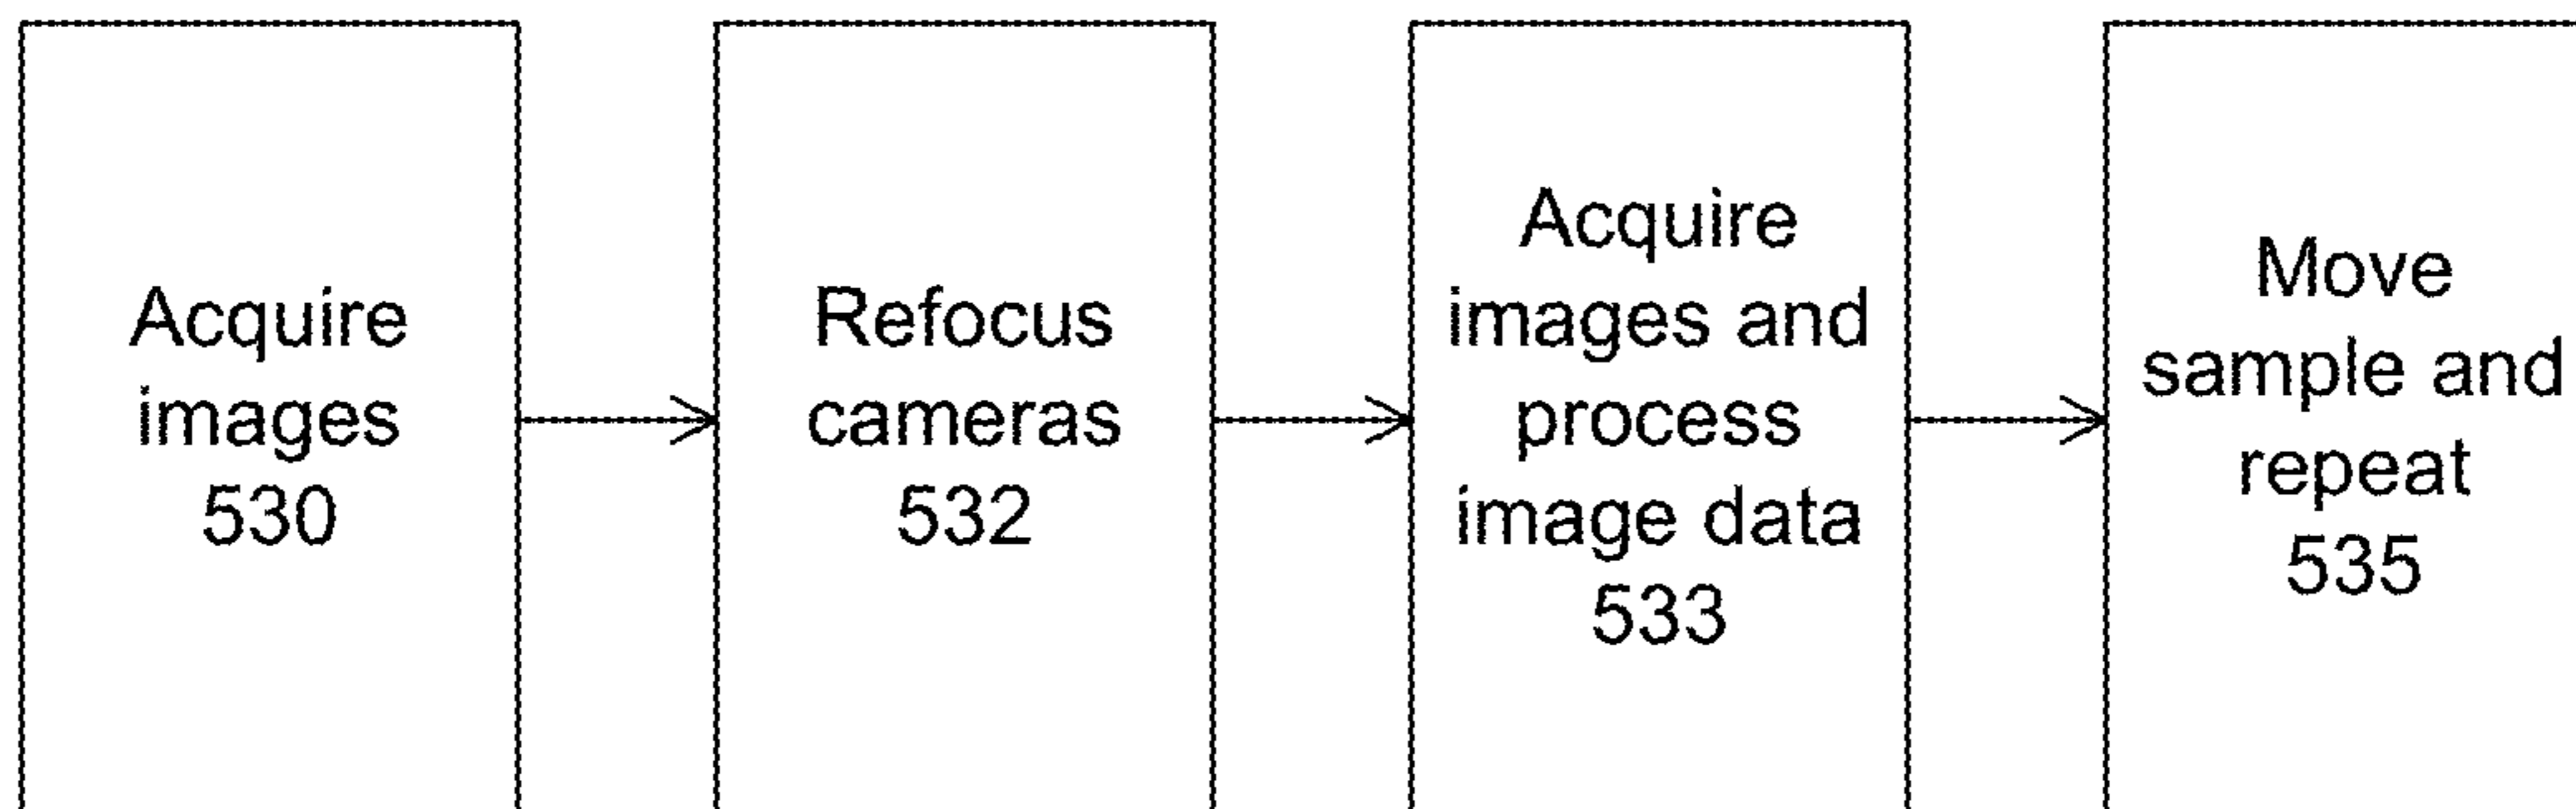 Acquire
images
530
Refocus
cameras
532
Acquire
images and
process
image data
533
Move
sample and
repeat
535